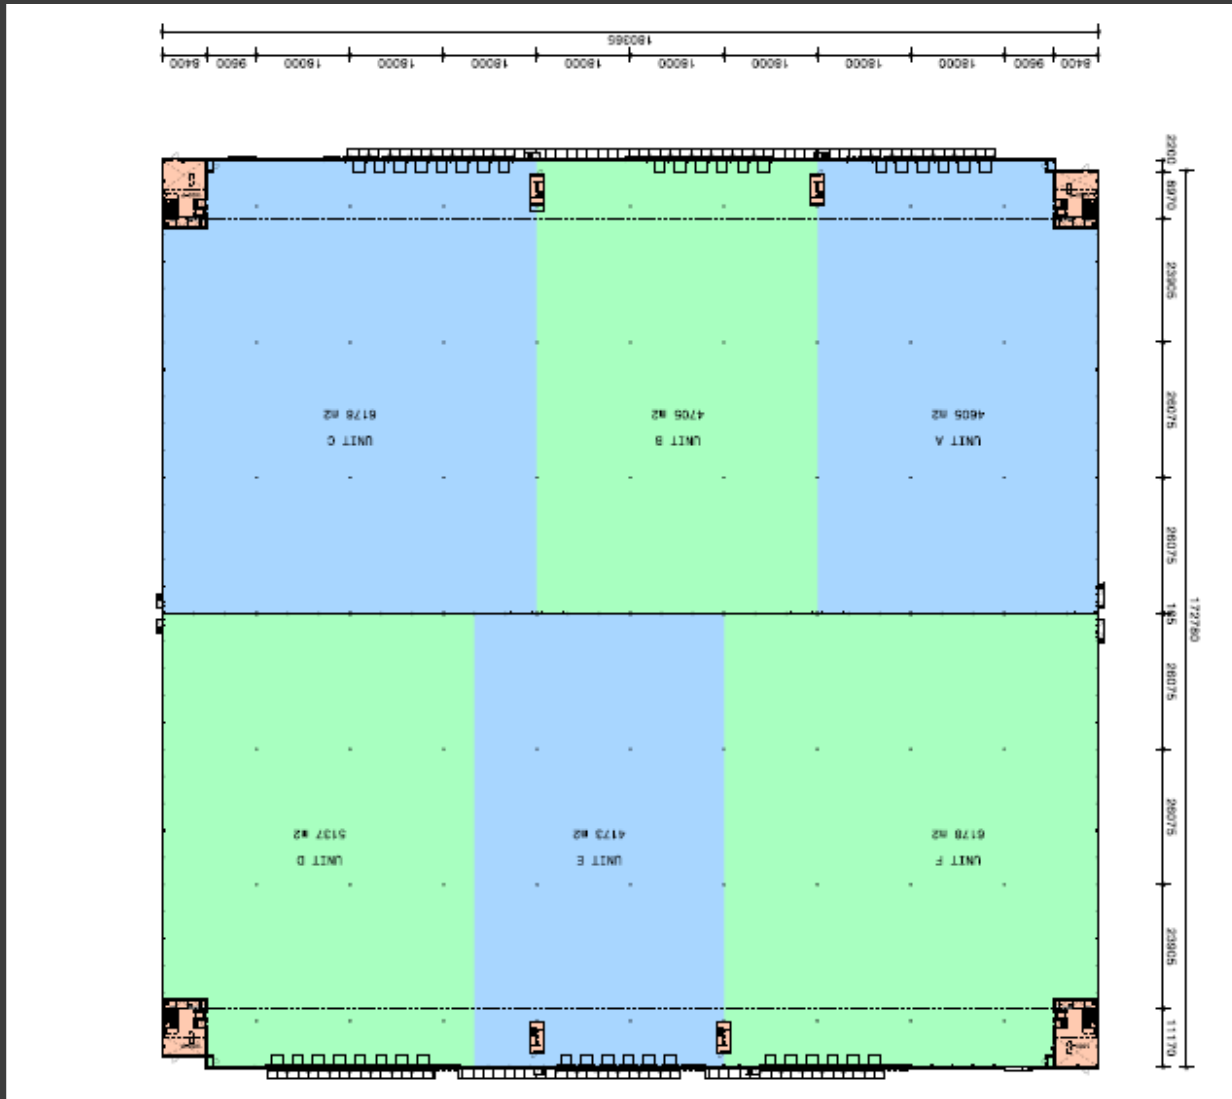 180365
8400 9600 18000 18000 18000 18000 18000 18000 18000 18000 9600 8400
2200
8970
23905
26075
26075
26075
26075
23905
11170
172780
UNIT C
6178 m2
UNIT B
4705 m2
UNIT A
4605 m2
UNIT D
5137 m2
UNIT E
4173 m2
UNIT F
6178 m2